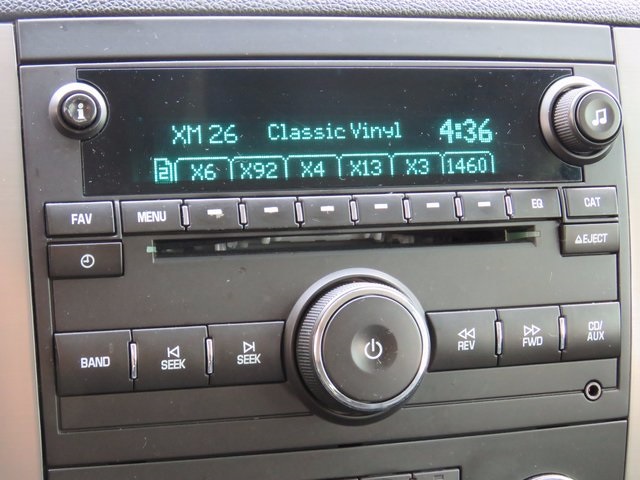 i
XM 26 Classic Vinyl 4:36
2 X6 X92 X4 X13 X3 1460
FAV MENU EQ CAT
EJECT
BAND SEEK SEEK REV FWD CD/
AUX